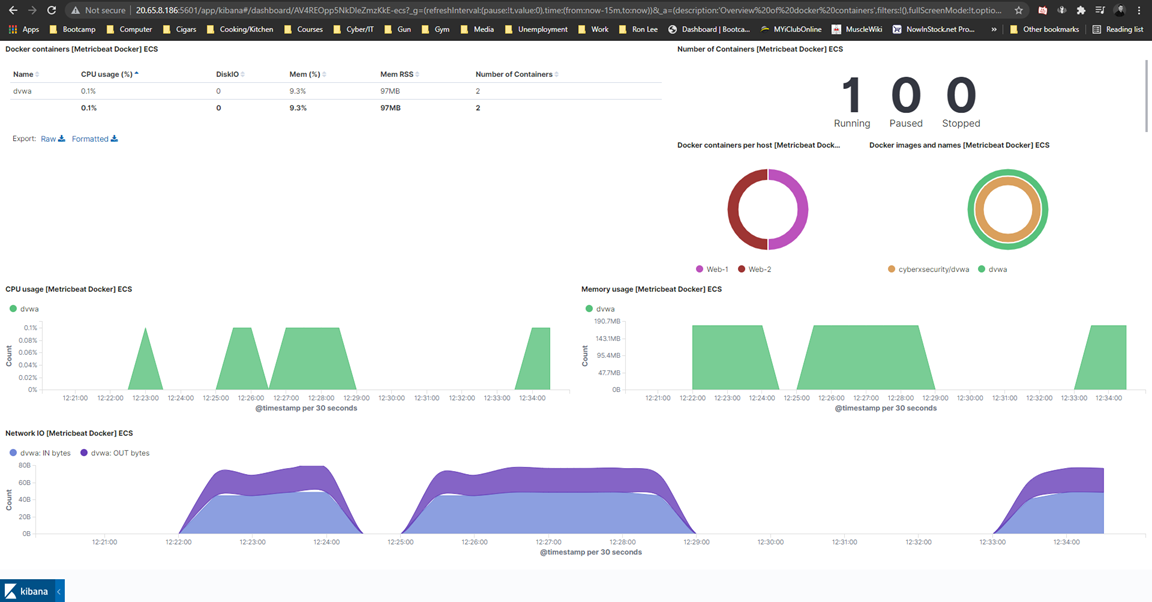 Not secure | 20.65.8.186:5601/app/kibana#/dashboard/AV4REOpp5NkDleZmzKkE-ecs?_g=(refreshInterval:(pause:!t,value:0),time:(from:now-15m,to:now))&_a=(description:'Overview%20of%20docker%20containers',filters:!(),fullScreenMode:!t,optio...
Apps Bootcamp Computer Cigars Cooking/Kitchen Courses Cyber/IT Gun Gym Media Unemployment Work Ron Lee Dashboard | Bootca... MYiClubOnline MuscleWiki NowInStock.net Pro... » Other bookmarks Reading list
Docker containers [Metricbeat Docker] ECS
Name CPU usage (%) DiskIO Mem (%) Mem RSS Number of Containers
dvwa 0.1% 0 9.3% 97MB 2
0.1% 0 9.3% 97MB 2
Export: Raw Formatted
Number of Containers [Metricbeat Docker] ECS
1 0 0
Running Paused Stopped
Docker containers per host [Metricbeat Dock...
Web-1 Web-2
Docker images and names [Metricbeat Docker] ECS
cyberxsecurity/dvwa dvwa
CPU usage [Metricbeat Docker] ECS
dvwa
Count
0.1%
0.08%
0.06%
0.04%
0.02%
0%
12:21:00 12:22:00 12:23:00 12:24:00 12:25:00 12:26:00 12:27:00 12:28:00 12:29:00 12:30:00 12:31:00 12:32:00 12:33:00 12:34:00
@timestamp per 30 seconds
Memory usage [Metricbeat Docker] ECS
dvwa
Count
190.7MB
143.1MB
95.4MB
47.7MB
0B
12:21:00 12:22:00 12:23:00 12:24:00 12:25:00 12:26:00 12:27:00 12:28:00 12:29:00 12:30:00 12:31:00 12:32:00 12:33:00 12:34:00
@timestamp per 30 seconds
Network IO [Metricbeat Docker] ECS
dvwa: IN bytes dvwa: OUT bytes
Count
80B
60B
40B
20B
0B
12:21:00 12:22:00 12:23:00 12:24:00 12:25:00 12:26:00 12:27:00 12:28:00 12:29:00 12:30:00 12:31:00 12:32:00 12:33:00 12:34:00
@timestamp per 30 seconds
kibana